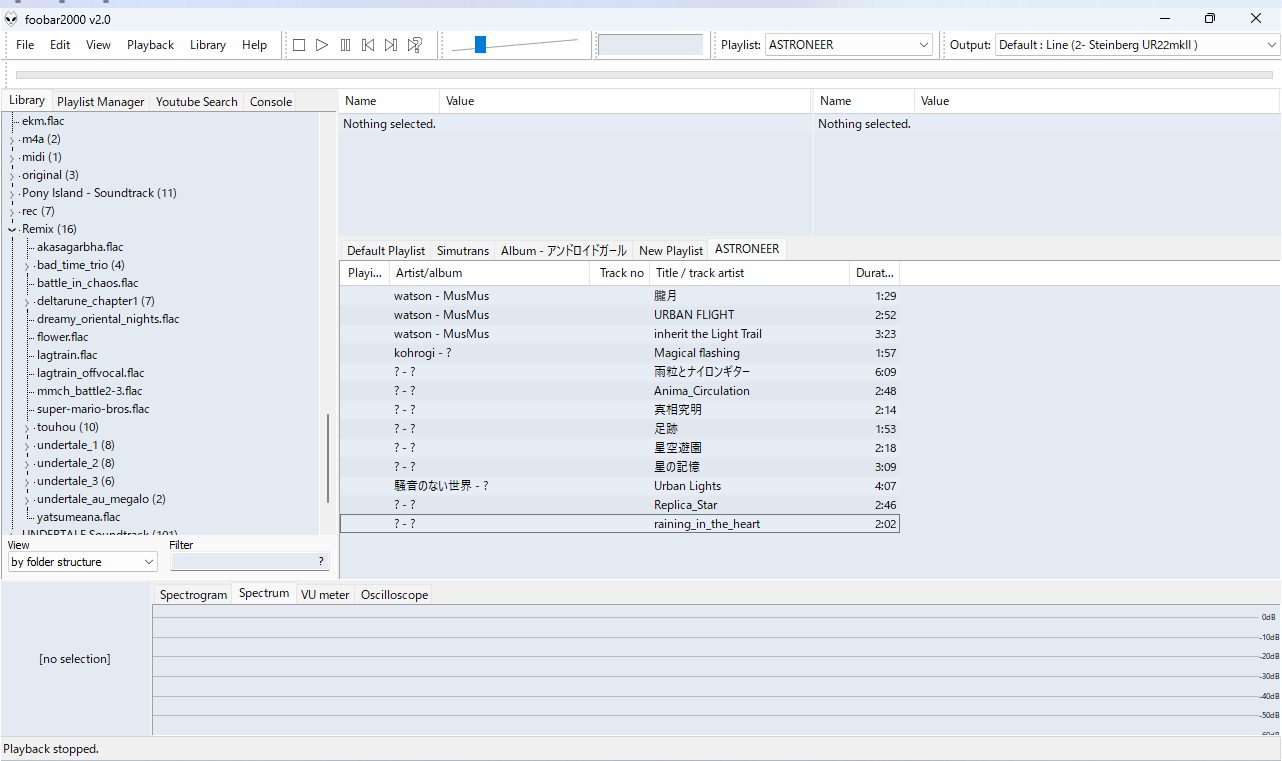 foobar2000 v2.0
File Edit View Playback Library Help
Playlist: ASTRONEER
Output: Default : Line (2- Steinberg UR22mkII )
Library Playlist Manager Youtube Search Console
ekm.flac
m4a (2)
midi (1)
original (3)
Pony Island - Soundtrack (11)
rec (7)
Remix (16)
akasagarbha.flac
bad_time_trio (4)
battle_in_chaos.flac
deltarune_chapter1 (7)
dreamy_oriental_nights.flac
flower.flac
lagtrain.flac
lagtrain_offvocal.flac
mmch_battle2-3.flac
super-mario-bros.flac
touhou (10)
undertale_1 (8)
undertale_2 (8)
undertale_3 (6)
undertale_au_megalo (2)
yatsumeana.flac
UNDERTALE Soundtrack (101)
View
by folder structure
Filter
?
Name Value
Nothing selected.
Name Value
Nothing selected.
Default Playlist Simutrans Album - アンドロイドガール New Playlist ASTRONEER
Playi... Artist/album Track no Title / track artist Durat...
watson - MusMus 朧月 1:29
watson - MusMus URBAN FLIGHT 2:52
watson - MusMus inherit the Light Trail 3:23
kohrogi - ? Magical flashing 1:57
? - ? 雨粒とナイロンギター 6:09
? - ? Anima_Circulation 2:48
? - ? 真相究明 2:14
? - ? 足跡 1:53
? - ? 星空遊園 2:18
? - ? 星の記憶 3:09
騒音のない世界 - ? Urban Lights 4:07
? - ? Replica_Star 2:46
? - ? raining_in_the_heart 2:02
[no selection]
Spectrogram Spectrum VU meter Oscilloscope
0dB
-10dB
-20dB
-30dB
-40dB
-50dB
-60dB
Playback stopped.